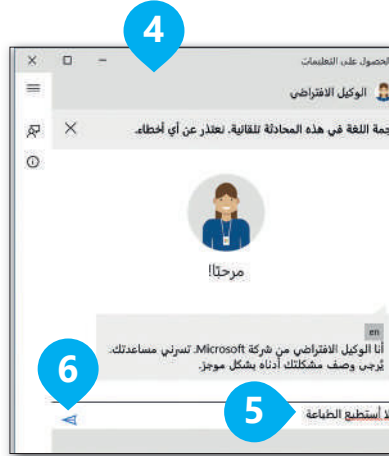 4
الحصول على التعليمات
الوكيل الافتراضي
جمة اللغة في هذه المحادثة تلقائية. نعتذر عن أي أخطاء.
مرحبًا!
en
أنا الوكيل الافتراضي من شركة Microsoft. تسرني مساعدتك.
يُرجى وصف مشكلتك أدناه بشكل موجز.
6
5
لا أستطيع الطباعة